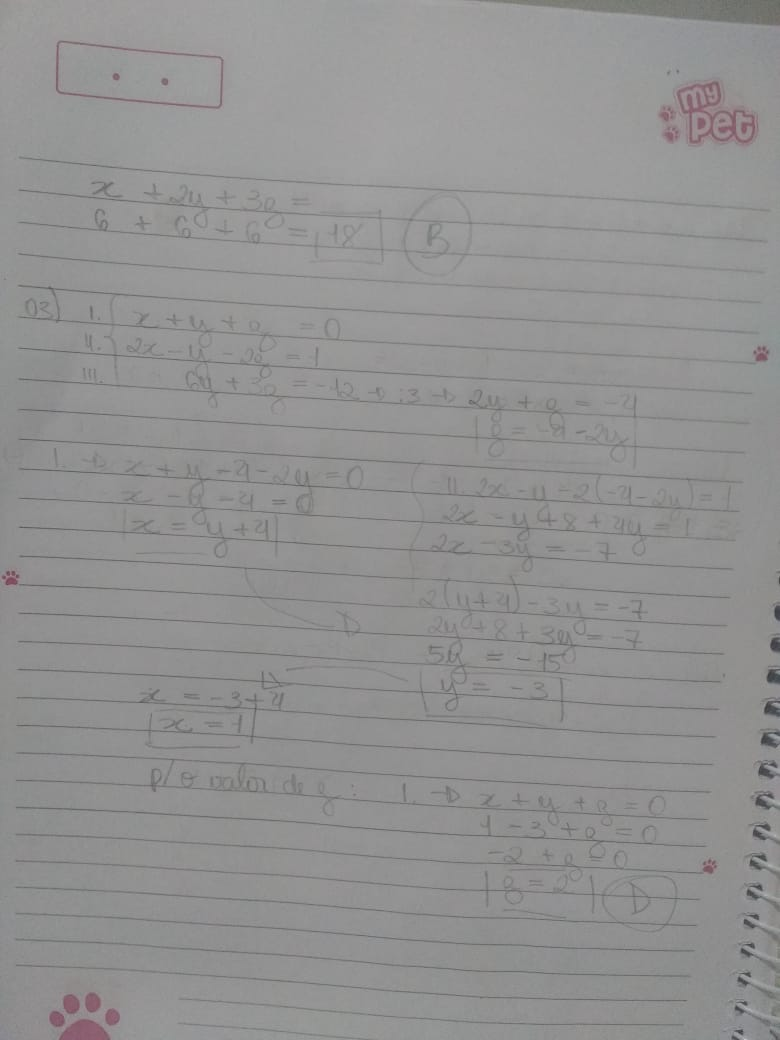 my
Pet
x + 2y + 3z =
6 + 6 + 6 = 18 B
03) I. x + y + z = 0
II. 2x - y - 2z = 1
III. 6y + 3z = -12 → :3 → 2y + z = -4
z = -4 - 2y
I. → x + y - 4 - 2y = 0
x - y - 4 = 0
x = y + 4
II. 2x - y - 2(-4 - 2y) = 1
2x - y + 8 + 4y = 1
2x - 3y = -7
2(y+4) - 3y = -7
2y + 8 + 3y = -7
5y = -15
y = -3
x = -3 + 4
x = 1
p/ o valor de z: I. → x + y + z = 0
1 - 3 + z = 0
-2 + z = 0
z = 2 D